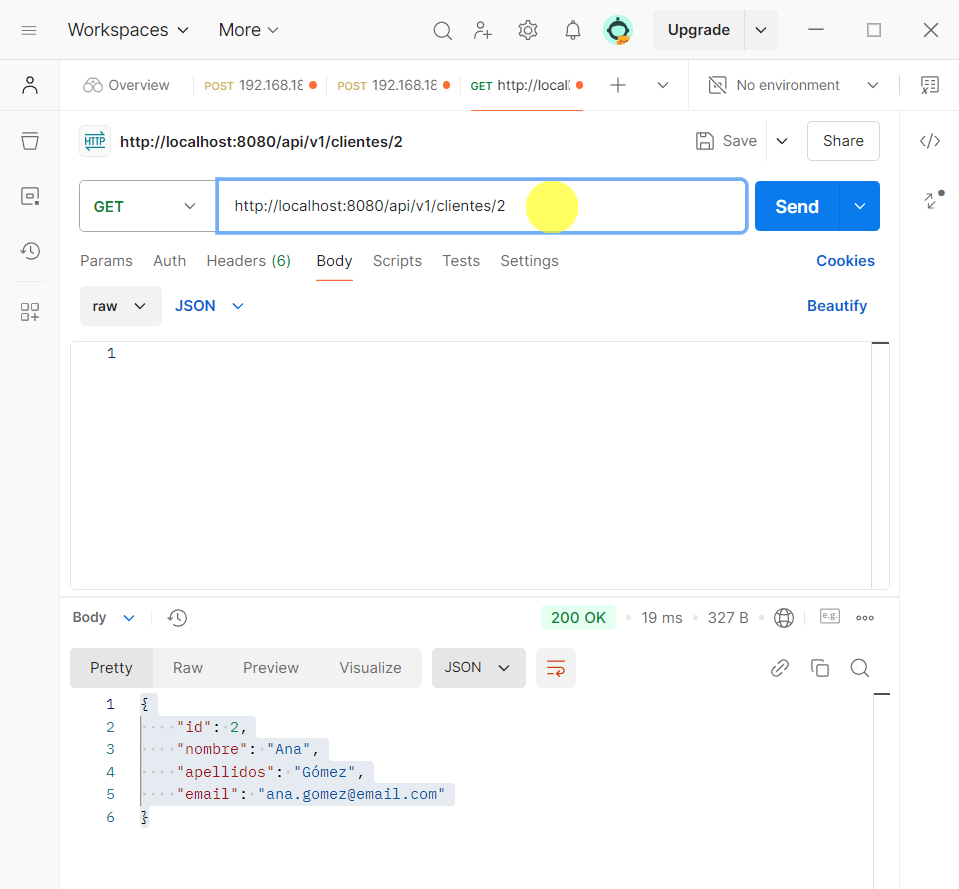 Workspaces More Upgrade
Overview POST 192.168.18 POST 192.168.18 GET http://local No environment
HTTP http://localhost:8080/api/v1/clientes/2 Save Share
GET http://localhost:8080/api/v1/clientes/2 Send
Params Auth Headers (6) Body Scripts Tests Settings Cookies
raw JSON Beautify
1
Body 200 OK 19 ms 327 B e.g.
Pretty Raw Preview Visualize JSON
1 {
2 "id": 2,
3 "nombre": "Ana",
4 "apellidos": "Gómez",
5 "email": "ana.gomez@email.com"
6 }